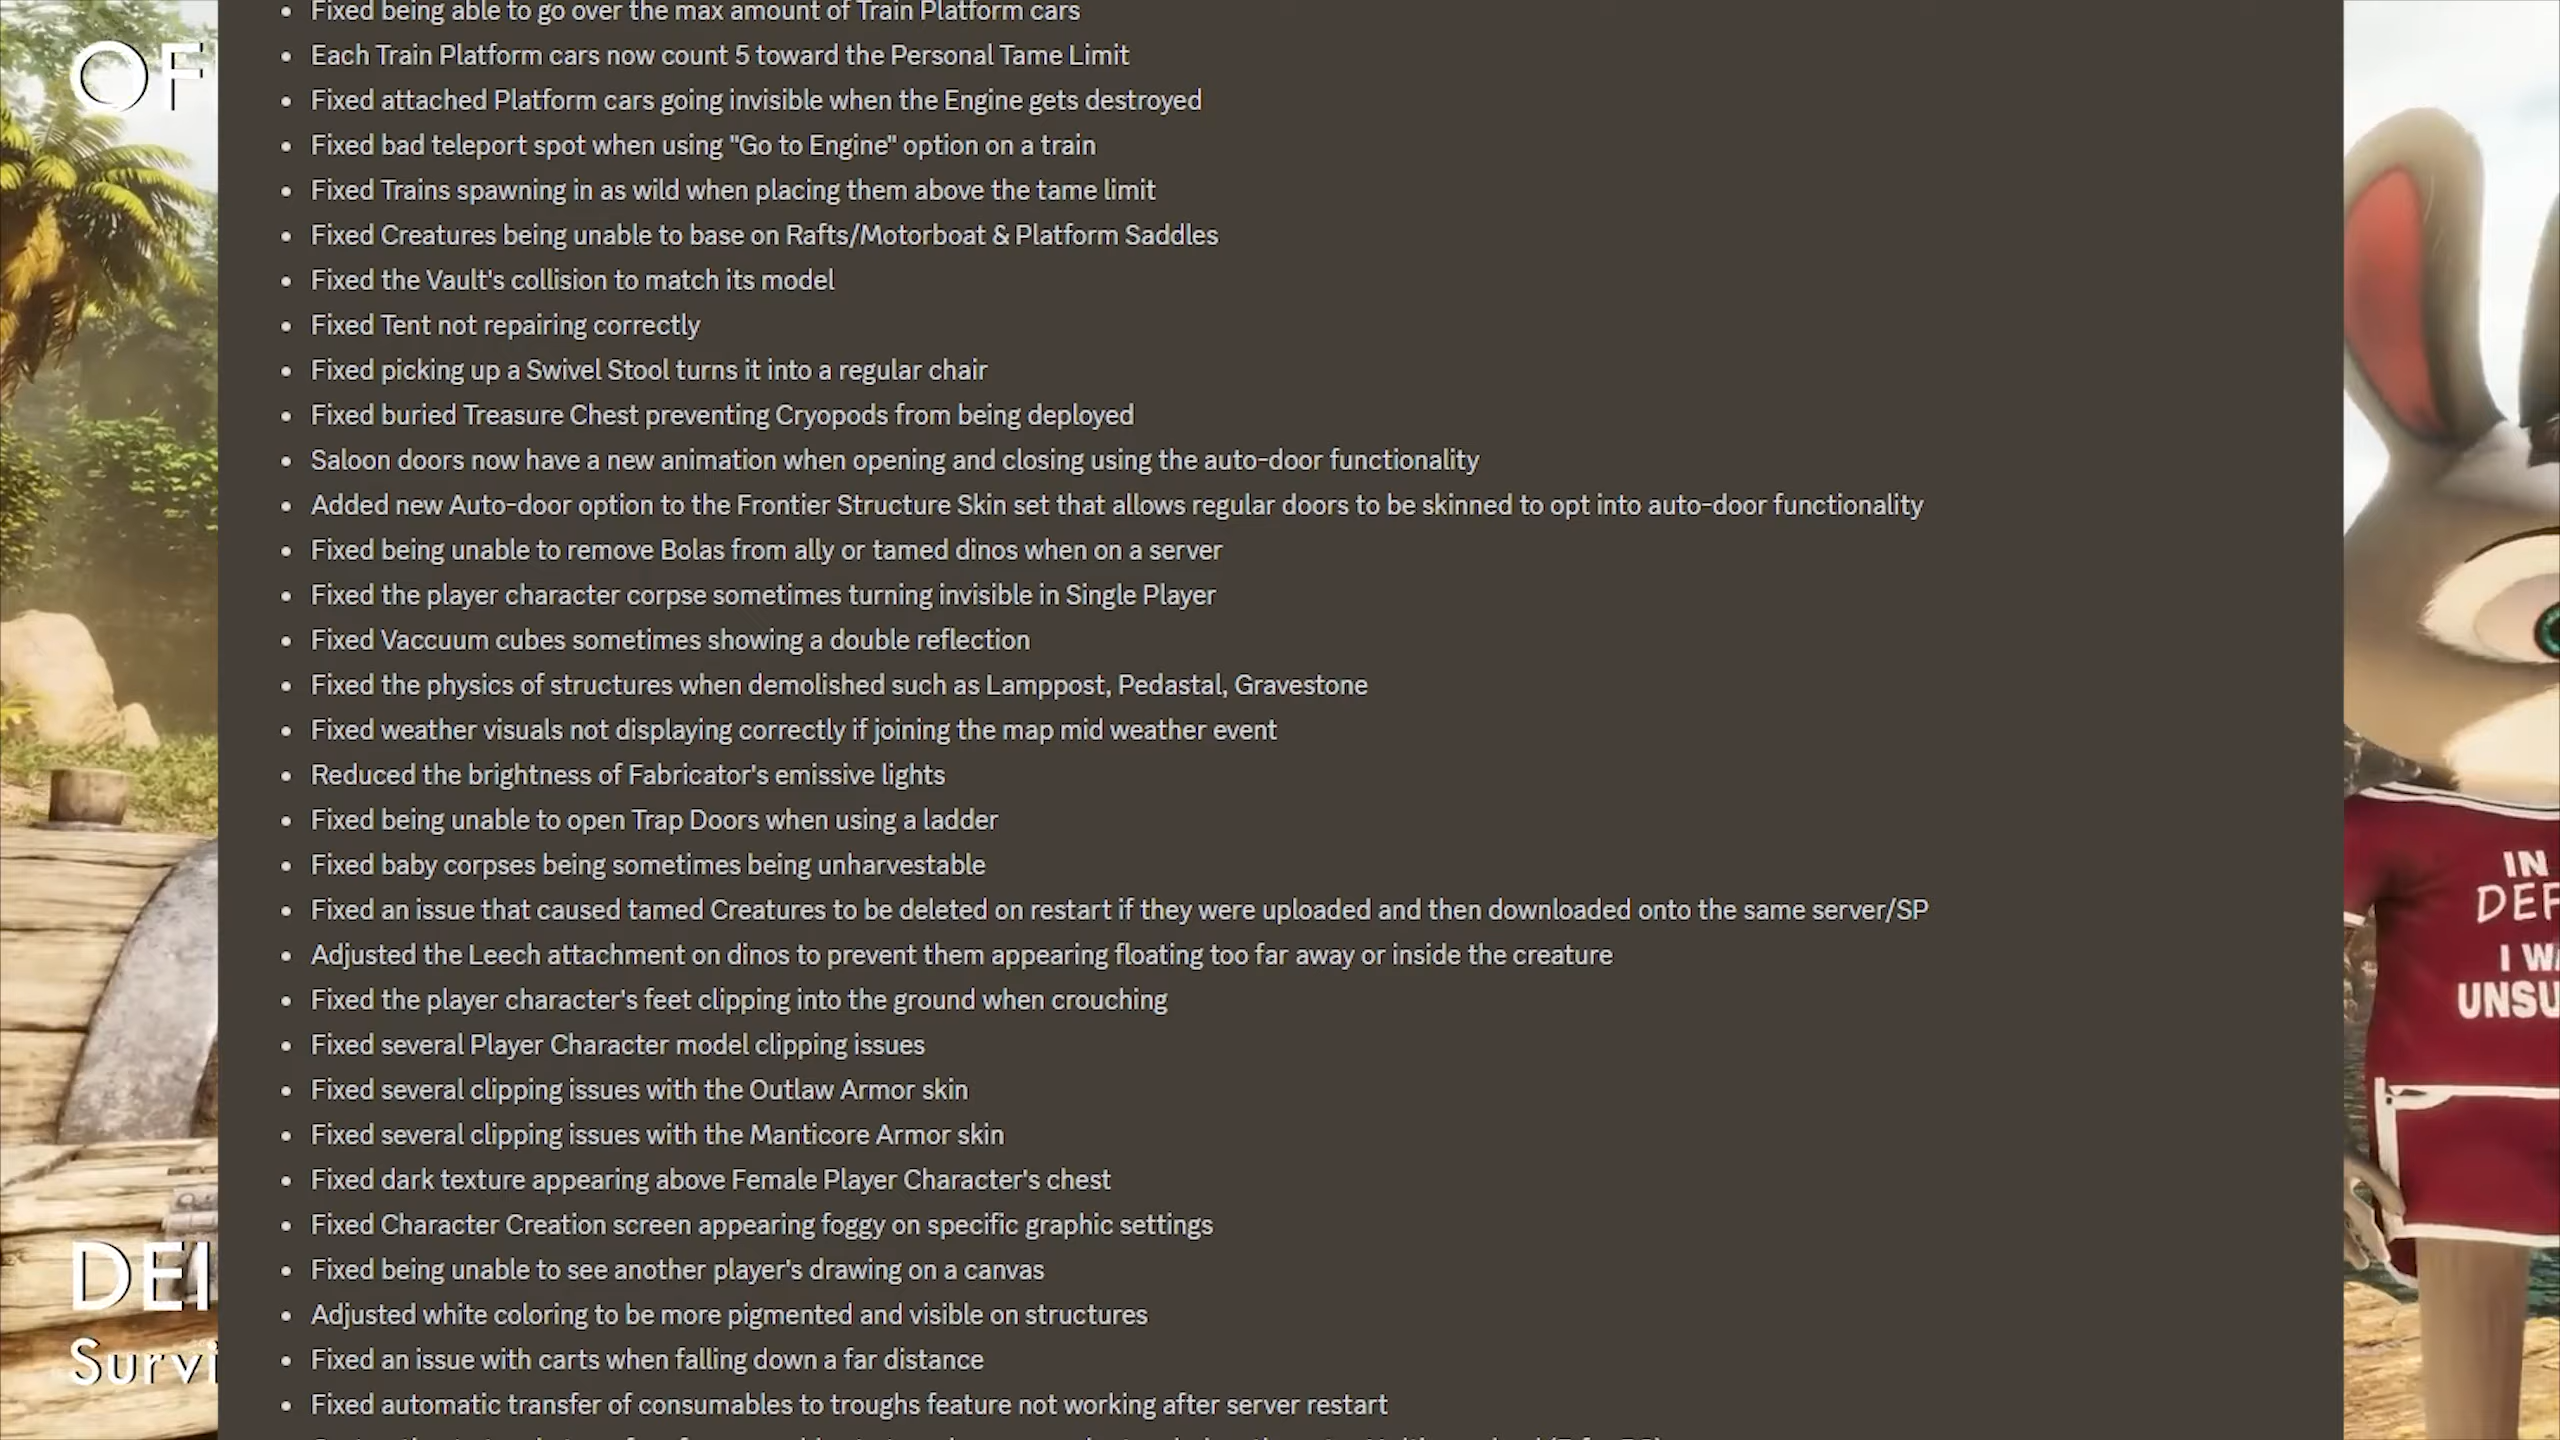 Fixed being able to go over the max amount of Train Platform cars
Each Train Platform cars now count 5 toward the Personal Tame Limit
Fixed attached Platform cars going invisible when the Engine gets destroyed
Fixed bad teleport spot when using "Go to Engine" option on a train
Fixed Trains spawning in as wild when placing them above the tame limit
Fixed Creatures being unable to base on Rafts/Motorboat & Platform Saddles
Fixed the Vault's collision to match its model
Fixed Tent not repairing correctly
Fixed picking up a Swivel Stool turns it into a regular chair
Fixed buried Treasure Chest preventing Cryopods from being deployed
Saloon doors now have a new animation when opening and closing using the auto-door functionality
Added new Auto-door option to the Frontier Structure Skin set that allows regular doors to be skinned to opt into auto-door functionality
Fixed being unable to remove Bolas from ally or tamed dinos when on a server
Fixed the player character corpse sometimes turning invisible in Single Player
Fixed Vaccuum cubes sometimes showing a double reflection
Fixed the physics of structures when demolished such as Lamppost, Pedastal, Gravestone
Fixed weather visuals not displaying correctly if joining the map mid weather event
Reduced the brightness of Fabricator's emissive lights
Fixed being unable to open Trap Doors when using a ladder
Fixed baby corpses being sometimes being unharvestable
Fixed an issue that caused tamed Creatures to be deleted on restart if they were uploaded and then downloaded onto the same server/SP
Adjusted the Leech attachment on dinos to prevent them appearing floating too far away or inside the creature
Fixed the player character's feet clipping into the ground when crouching
Fixed several Player Character model clipping issues
Fixed several clipping issues with the Outlaw Armor skin
Fixed several clipping issues with the Manticore Armor skin
Fixed dark texture appearing above Female Player Character's chest
Fixed Character Creation screen appearing foggy on specific graphic settings
Fixed being unable to see another player's drawing on a canvas
Adjusted white coloring to be more pigmented and visible on structures
Fixed an issue with carts when falling down a far distance
Fixed automatic transfer of consumables to troughs feature not working after server restart
OF
DEI
Survi
IN
DEF
I WA
UNSU